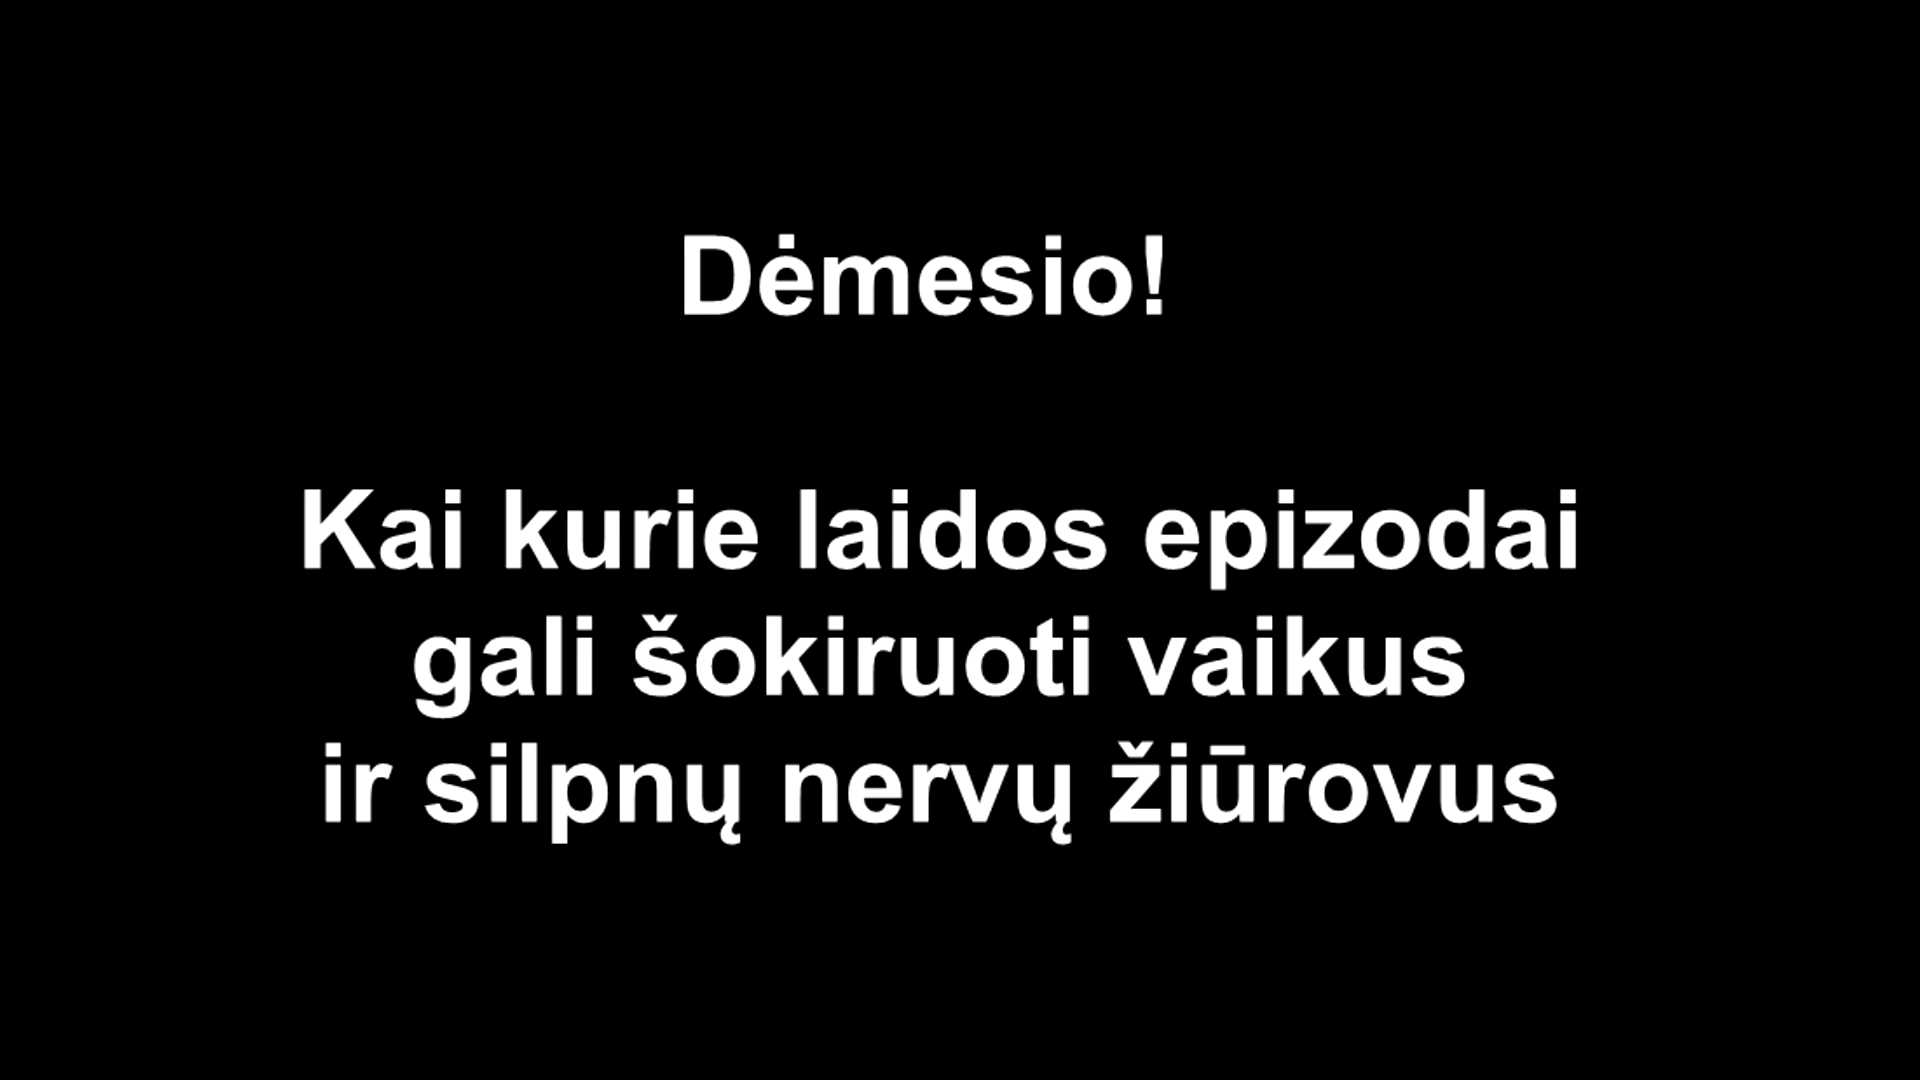 Dėmesio!
Kai kurie laidos epizodai
gali šokiruoti vaikus
ir silpnų nervų žiūrovus